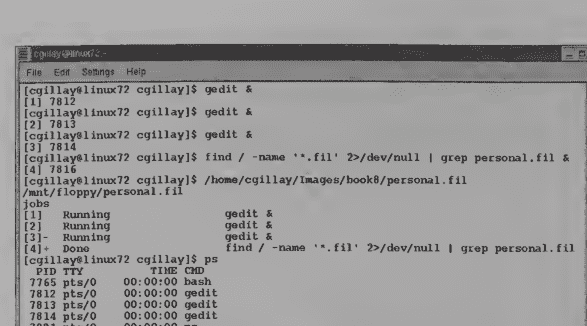 cgillay@linux72:~
File Edit Settings Help
[cgillay@linux72 cgillay]$ gedit &
[1] 7812
[cgillay@linux72 cgillay]$ gedit &
[2] 7813
[cgillay@linux72 cgillay]$ gedit &
[3] 7814
[cgillay@linux72 cgillay]$ find / -name '*.fil' 2>/dev/null | grep personal.fil &
[4] 7816
[cgillay@linux72 cgillay]$ /home/cgillay/Images/book8/personal.fil
/mnt/floppy/personal.fil
jobs
[1] Running gedit &
[2] Running gedit &
[3]- Running gedit &
[4]+ Done find / -name '*.fil' 2>/dev/null | grep personal.fil
[cgillay@linux72 cgillay]$ ps
PID TTY TIME CMD
7765 pts/0 00:00:00 bash
7812 pts/0 00:00:00 gedit
7813 pts/0 00:00:00 gedit
7814 pts/0 00:00:00 gedit